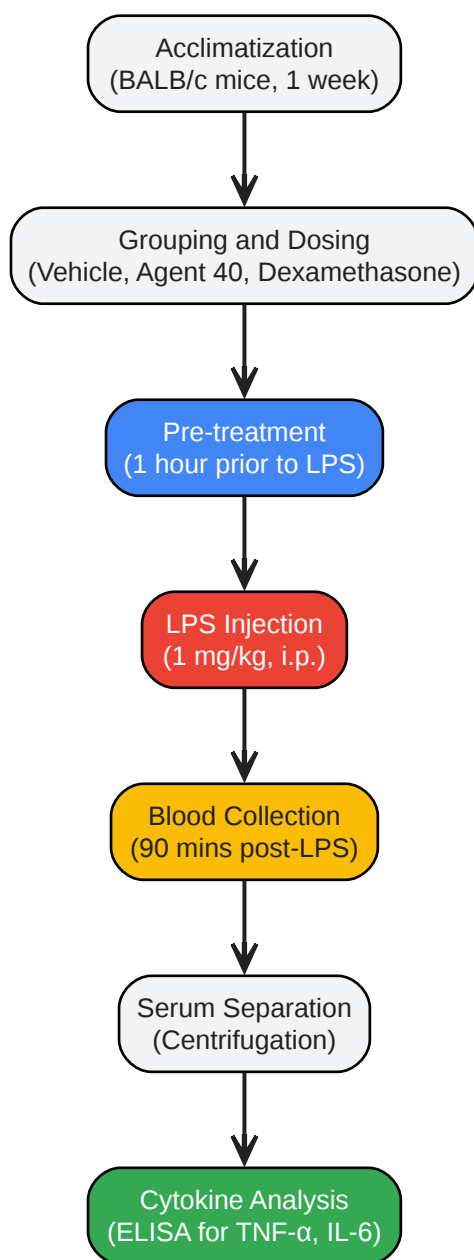 Acclimatization
(BALB/c mice, 1 week)
Grouping and Dosing
(Vehicle, Agent 40, Dexamethasone)
Pre-treatment
(1 hour prior to LPS)
LPS Injection
(1 mg/kg, i.p.)
Blood Collection
(90 mins post-LPS)
Serum Separation
(Centrifugation)
Cytokine Analysis
(ELISA for TNF-α, IL-6)